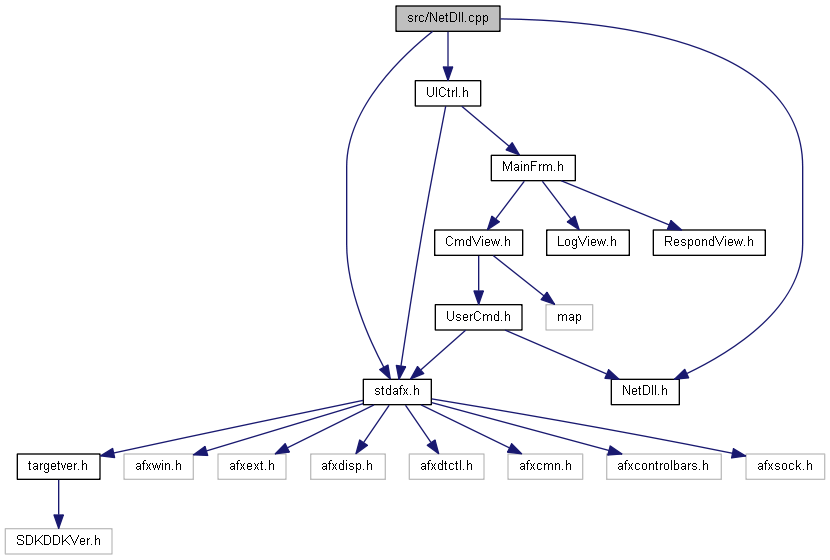 src/NetDll.cpp
UICtrl.h
MainFrm.h
CmdView.h
LogView.h
RespondView.h
UserCmd.h
map
stdafx.h
NetDll.h
targetver.h
afxwin.h
afxext.h
afxdisp.h
afxdtctl.h
afxcmn.h
afxcontrolbars.h
afxsock.h
SDKDDKVer.h